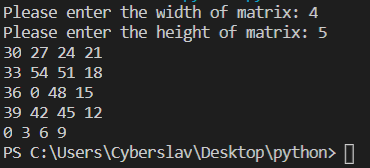 Please enter the width of matrix: 4
Please enter the height of matrix: 5
30 27 24 21
33 54 51 18
36 0 48 15
39 42 45 12
0 3 6 9
PS C:\Users\Cyberslav\Desktop\python>